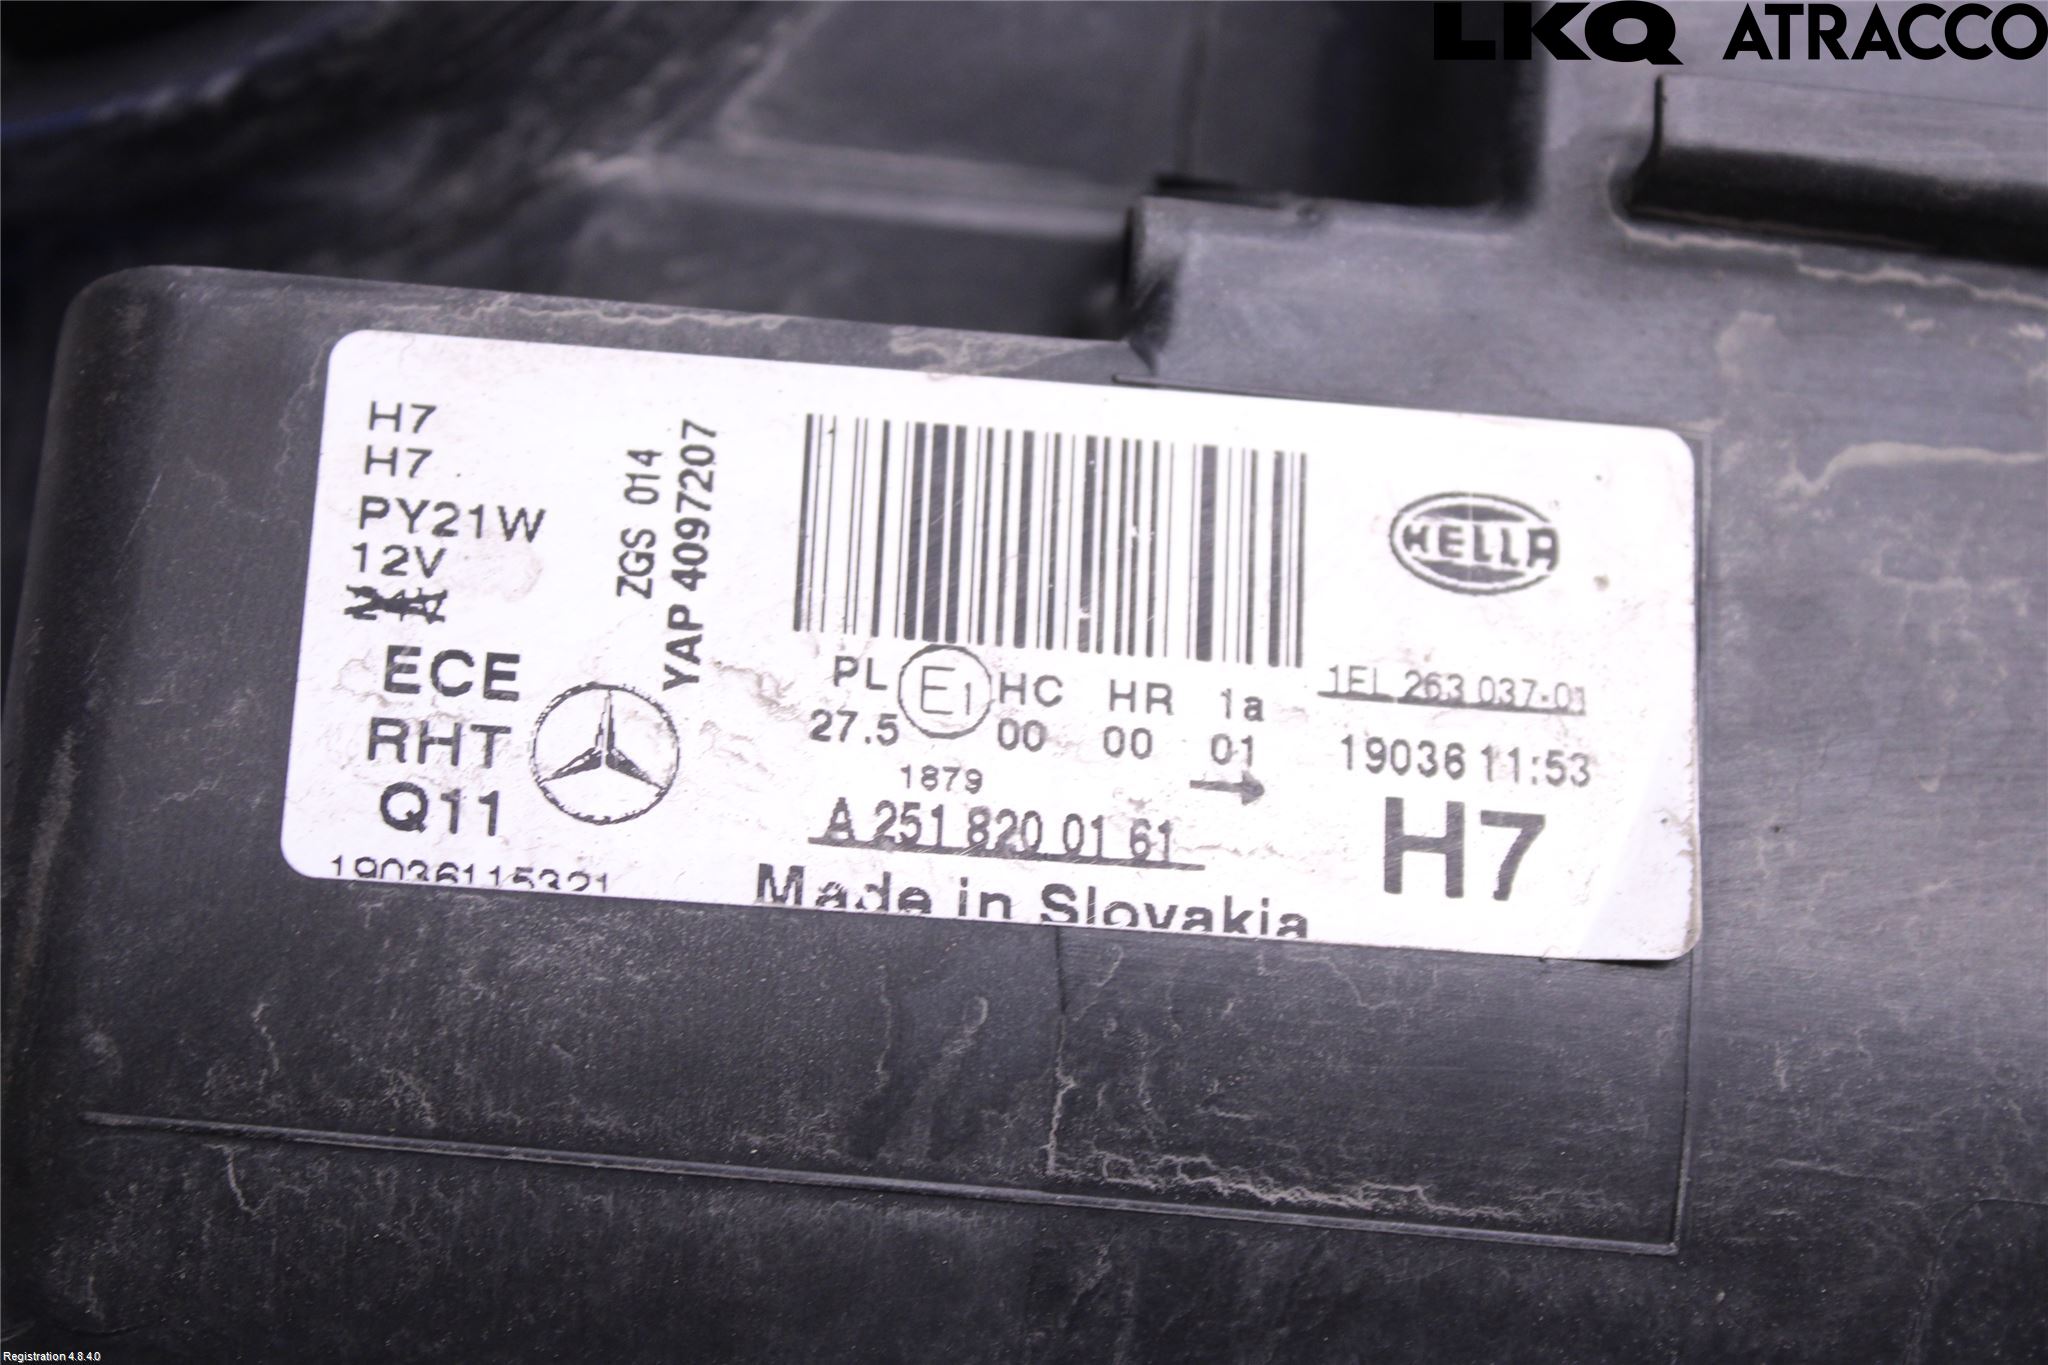 LKQ ATRACCO
H7
H7
PY21W
12V
ECE
RHT
Q11
19036115321
ZGS 014
YAP 4097207
HELLA
PL E1 HC HR 1a
27.5 00 00 01
1879
A 251 820 01 61
Made in Slovakia
1EL 263 037-01
19036 11:53
H7
Registration 4.8.4.0